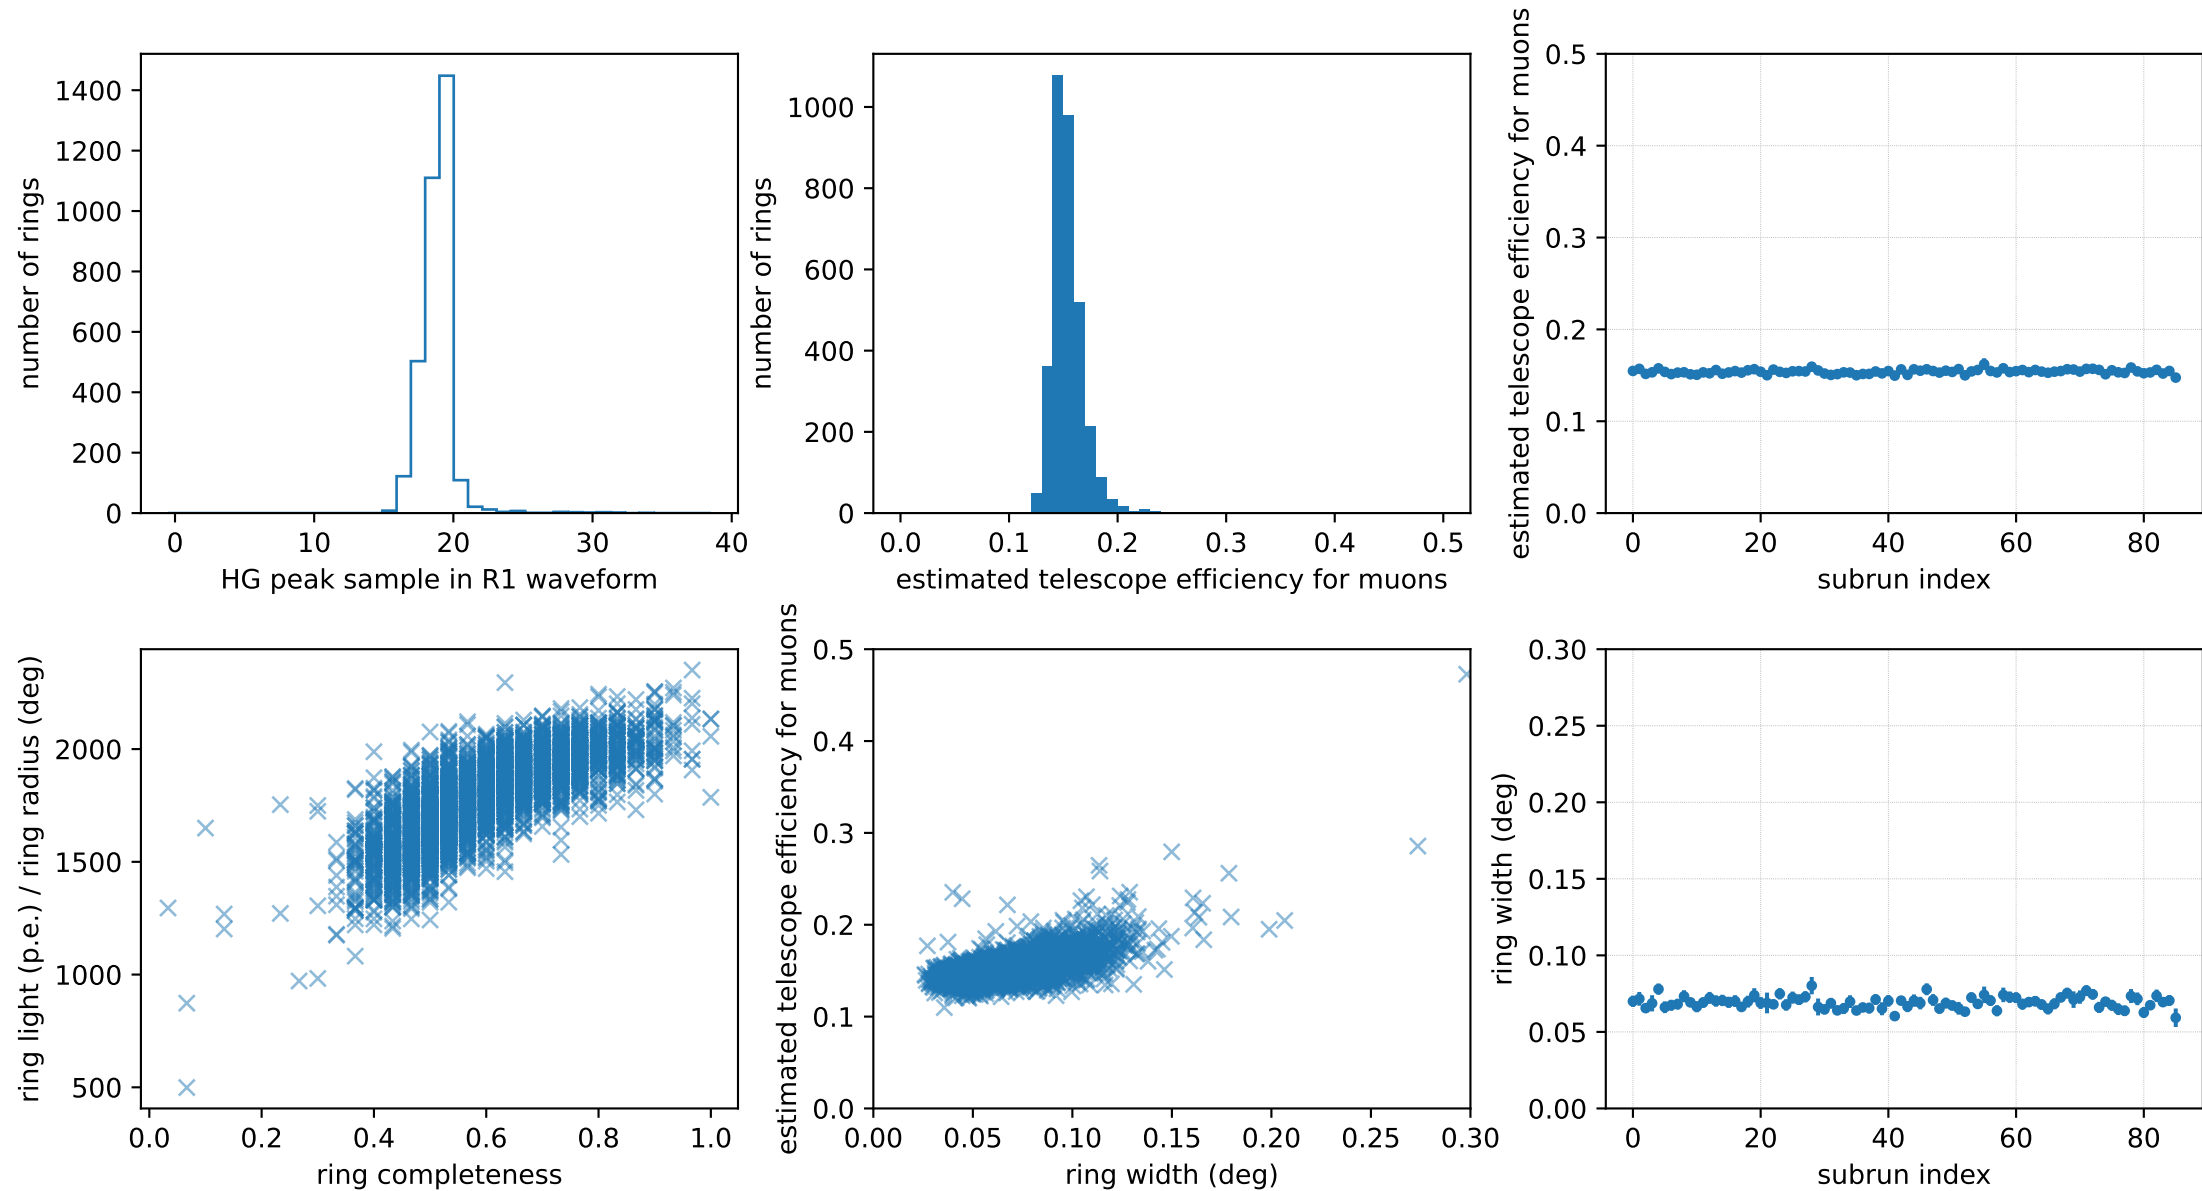 number of rings
1400
1200
1000
800
600
400
200
0
0 10 20 30 40
HG peak sample in R1 waveform
number of rings
1000
800
600
400
200
0
0.0 0.1 0.2 0.3 0.4 0.5
estimated telescope efficiency for muons
estimated telescope efficiency for muons
0.5
0.4
0.3
0.2
0.1
0.0
0 20 40 60 80
subrun index
ring light (p.e.) / ring radius (deg)
2000
1500
1000
500
0.0 0.2 0.4 0.6 0.8 1.0
ring completeness
estimated telescope efficiency for muons
0.5
0.4
0.3
0.2
0.1
0.0
0.00 0.05 0.10 0.15 0.20 0.25 0.30
ring width (deg)
ring width (deg)
0.30
0.25
0.20
0.15
0.10
0.05
0.00
0 20 40 60 80
subrun index